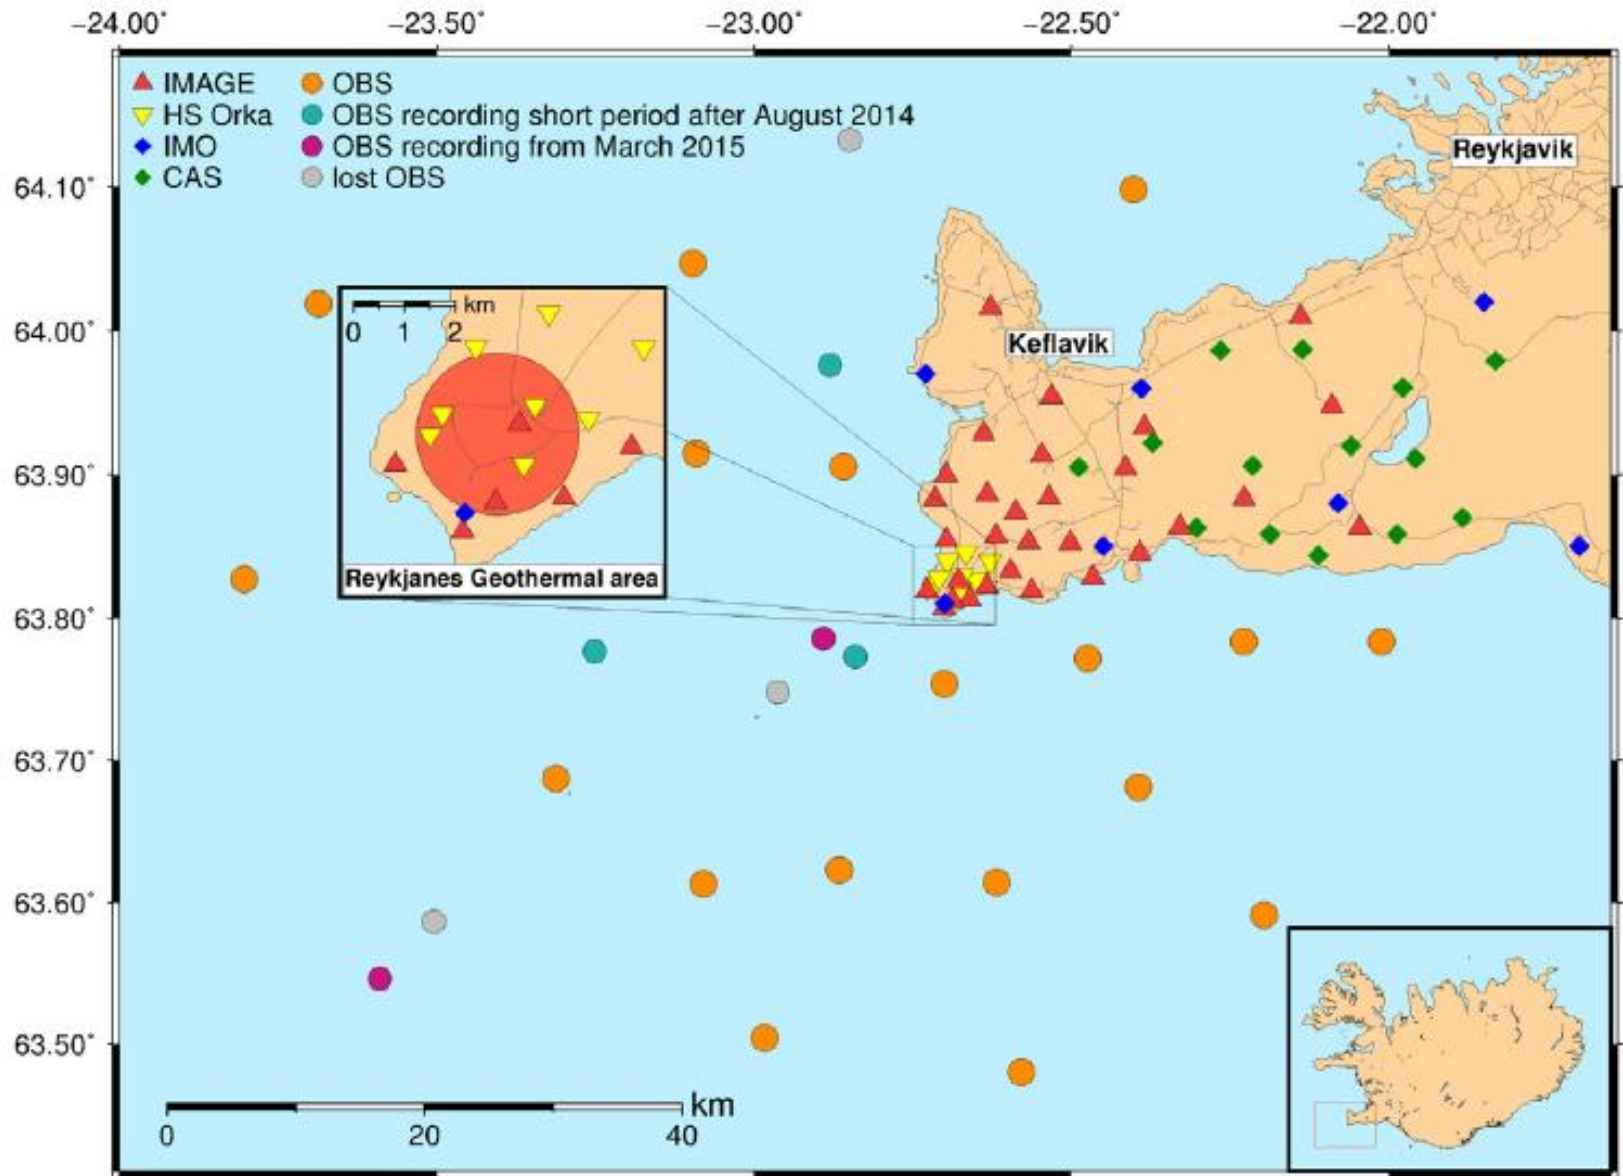 −24.00˚ −23.50˚ −23.00˚ −22.50˚ −22.00˚
IMAGE OBS
HS Orka OBS recording short period after August 2014
IMO OBS recording from March 2015
CAS lost OBS
Reykjavik
64.10˚
64.00˚
63.90˚
63.80˚
63.70˚
63.60˚
63.50˚
km
0 1 2
Keflavik
Reykjanes Geothermal area
km
0 20 40